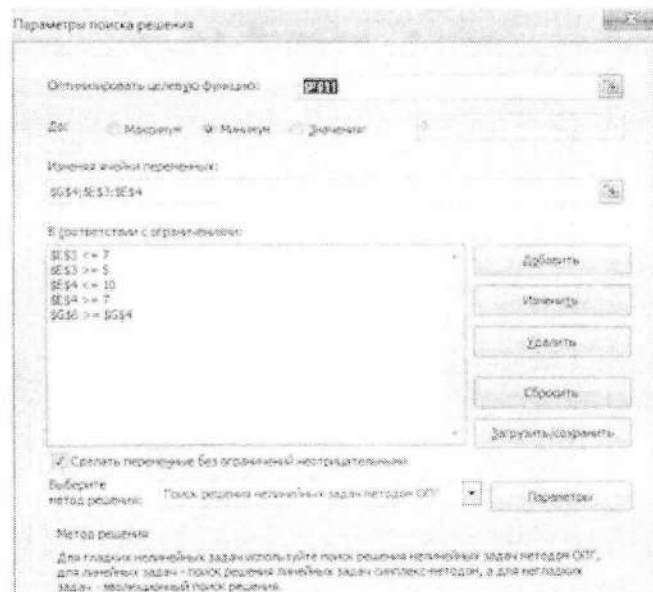 Параметры поиска решения
Оптимизировать целевую функцию:
До: Максимум Минимум Значения: 0
Изменяя ячейки переменных:
$G$4;$E$3;$E$4
В соответствии с ограничениями:
$E$3 <= 7
$E$3 >= 5
$E$4 <= 10
$E$4 >= 7
$G$6 >= $G$4
Добавить
Изменить
Удалить
Сбросить
Загрузить/сохранить
Сделать переменные без ограничений неотрицательными
Выберите
метод решения:
Поиск решения нелинейных задач методом ОПГ
Параметры
Метод решения
Для гладких нелинейных задач используйте поиск решения нелинейных задач методом ОПГ,
для линейных задач - поиск решения линейных задач симплекс-методом, а для негладких
задач - эволюционный поиск решения.